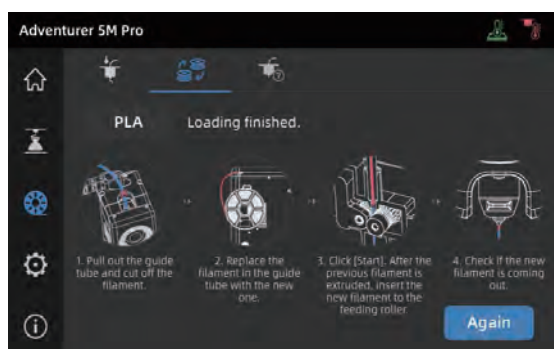 Adventurer 5M Pro
PLA Loading finished.
1. Pull out the guide
tube and cut off the
filament.
2. Replace the
filament in the guide
tube with the new
one.
3. Click [Start]. After the
previous filament is
extruded, insert the
new filament to the
feeding roller.
4. Check if the new
filament is coming
out.
Again